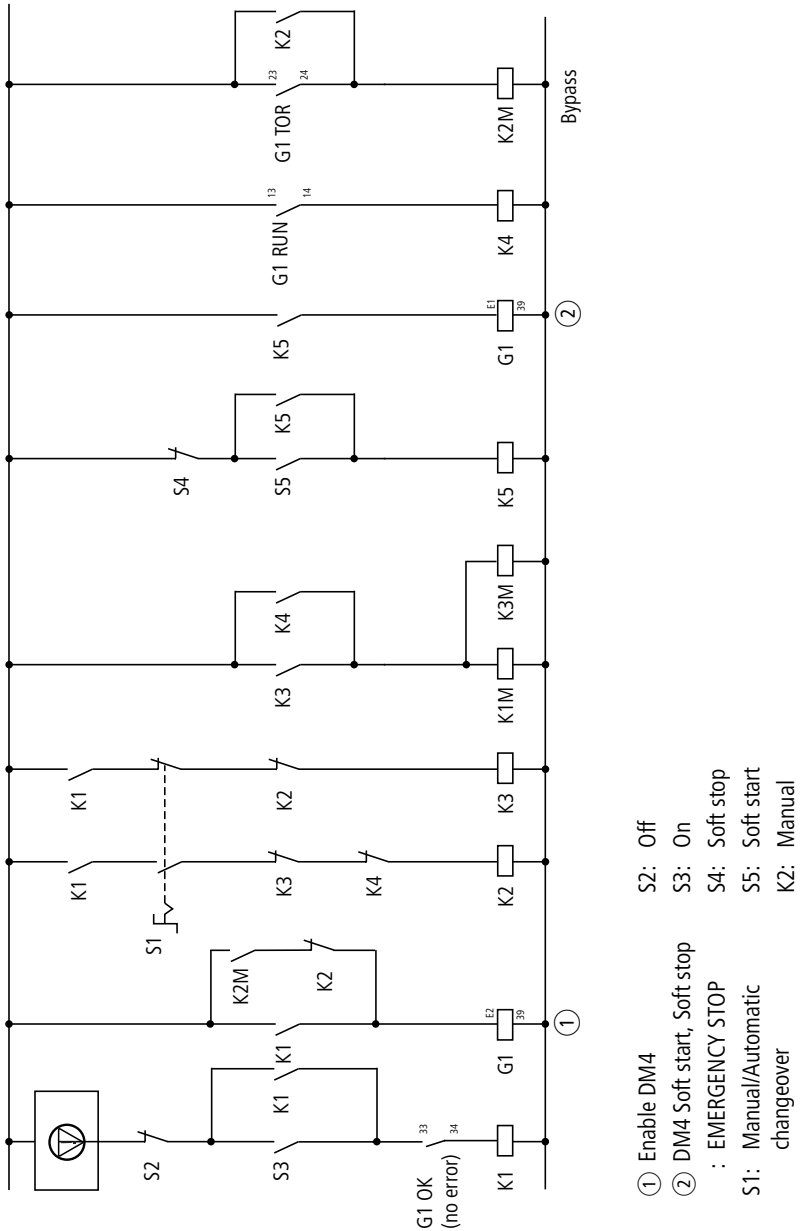 S2
S3
G1 OK
(no error)
33
34
K1
K1
K1
K2M
K2
E2
39
G1
①
S1
K1
K3
K4
K2
K1
K2
K3
K3
K4
K1M
K3M
S4
S5
K5
K5
K5
E1
39
G1
②
G1 RUN
13
14
K4
K2
G1 TOR
23
24
K2M
Bypass
① Enable DM4
② DM4 Soft start, Soft stop
: EMERGENCY STOP
S1: Manual/Automatic
changeover
S2: Off
S3: On
S4: Soft stop
S5: Soft start
K2: Manual